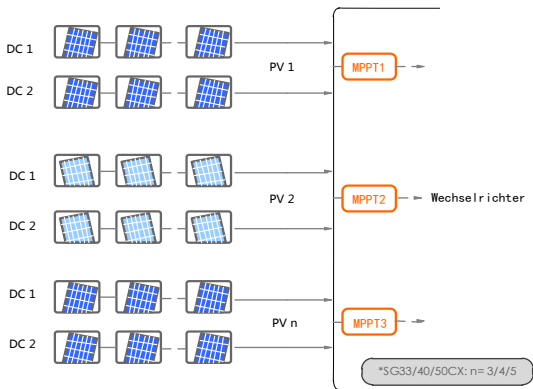 DC 1
PV 1
MPPT1
DC 2
DC 1
PV 2
MPPT2
Wechselrichter
DC 2
DC 1
PV n
MPPT3
DC 2
*SG33/40/50CX: n= 3/4/5